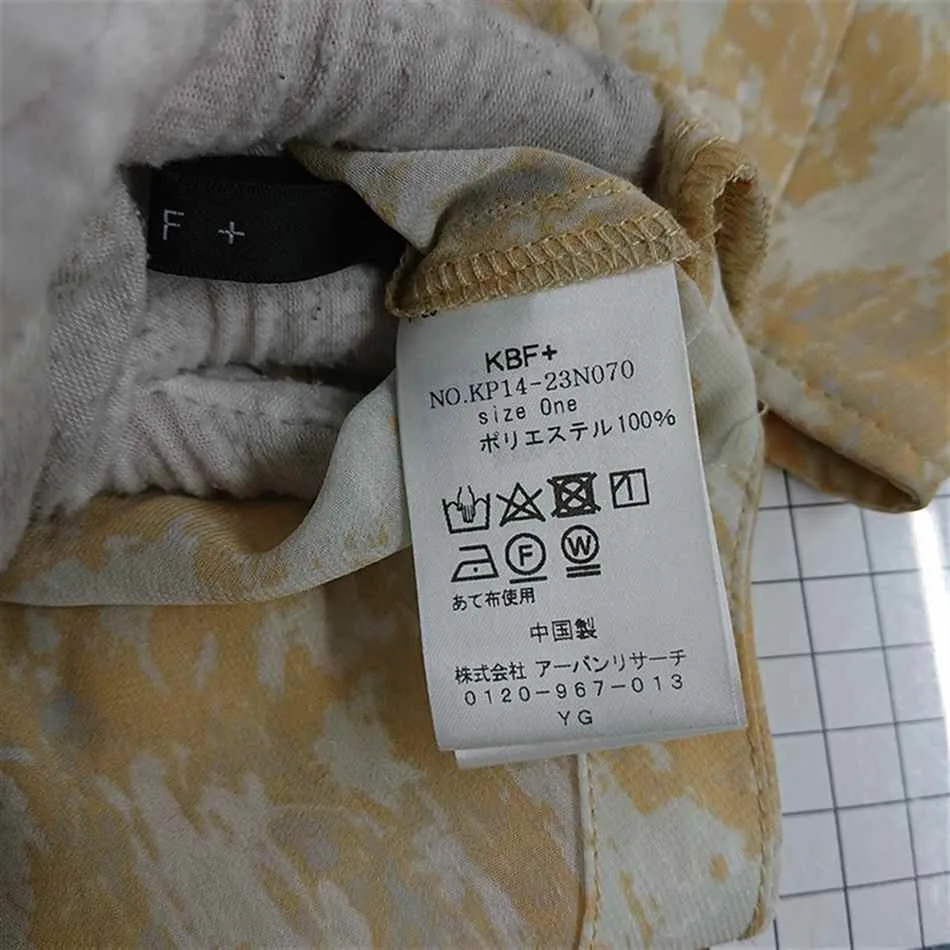 F +
KBF+
NO.KP14-23N070
size One
ポリエステル100%
F W
あて布使用
中国製
株式会社 アーバンリサーチ
0120-967-013
YG